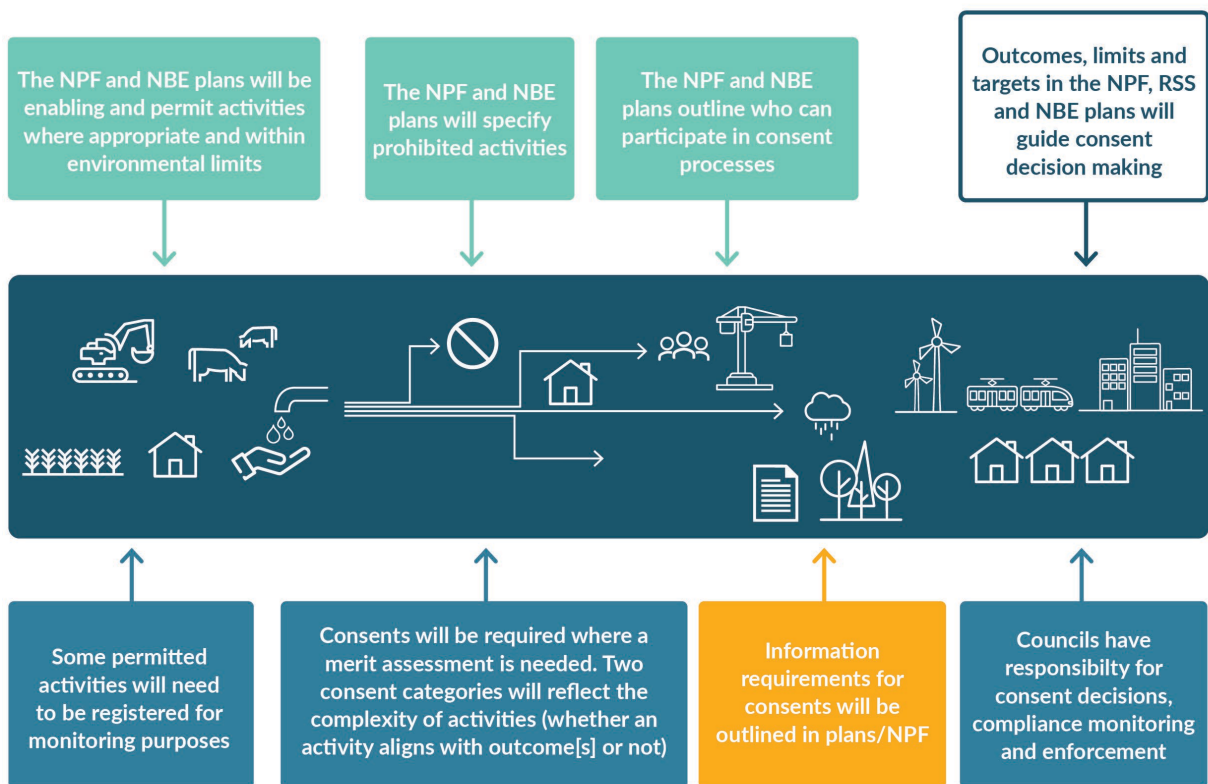 The NPF and NBE plans will be
enabling and permit activities
where appropriate and within
environmental limits
The NPF and NBE
plans will specify
prohibited activities
The NPF and NBE
plans outline who can
participate in consent
processes
Outcomes, limits and
targets in the NPF, RSS
and NBE plans will
guide consent
decision making
Some permitted
activities will need
to be registered for
monitoring purposes
Consents will be required where a
merit assessment is needed. Two
consent categories will reflect the
complexity of activities (whether an
activity aligns with outcome[s] or not)
Information
requirements for
consents will be
outlined in plans/NPF
Councils have
responsibilty for
consent decisions,
compliance monitoring
and enforcement